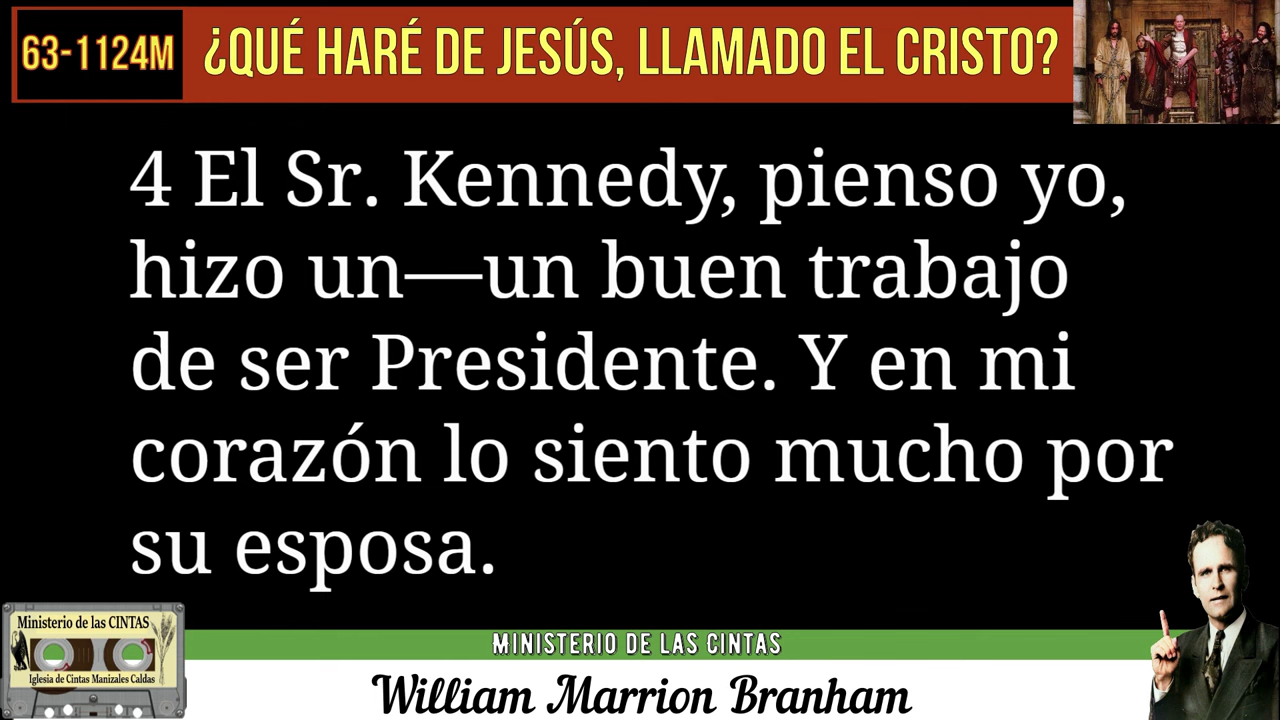 63-1124M
¿QUÉ HARÉ DE JESÚS, LLAMADO EL CRISTO?
4 El Sr. Kennedy, pienso yo,
hizo un—un buen trabajo
de ser Presidente. Y en mi
corazón lo siento mucho por
su esposa.
Ministerio de las CINTAS
Iglesia de Cintas Manizales Caldas
MINISTERIO DE LAS CINTAS
William Marrion Branham